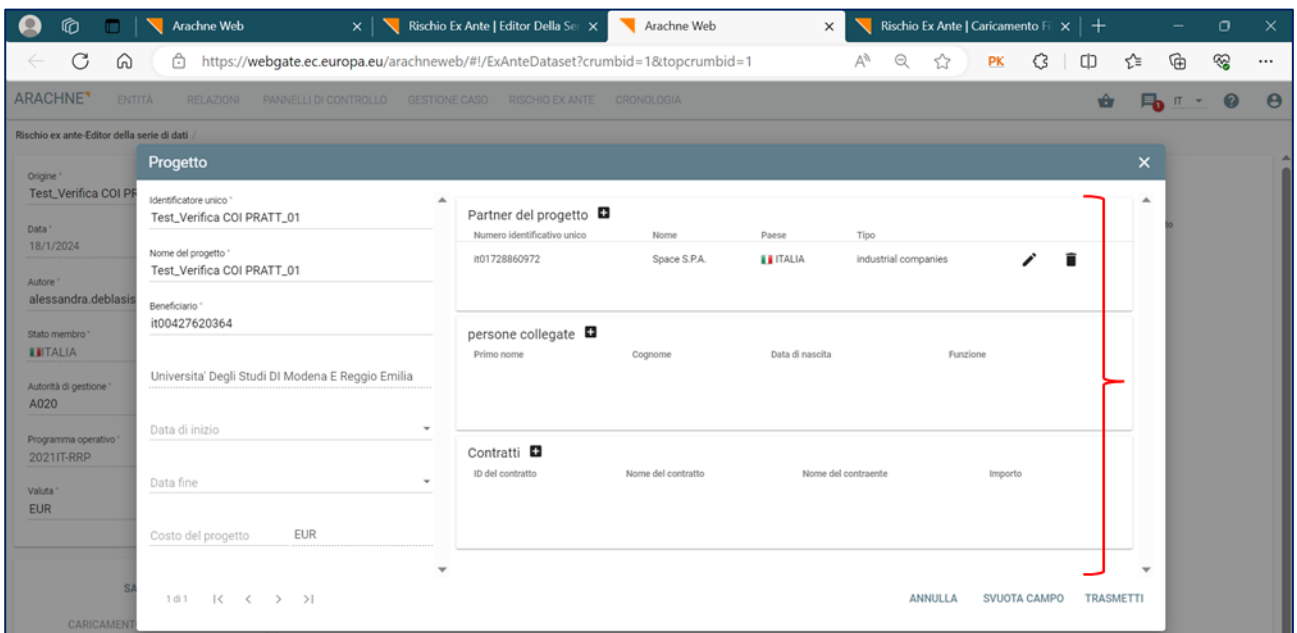 Arachne Web
Rischio Ex Ante | Editor Della Se
Arachne Web
Rischio Ex Ante | Caricamento Fi
https://webgate.ec.europa.eu/arachneweb/#!/ExAnteDataset?crumbid=1&topcrumbid=1
PK
ARACHNE
ENTITÀ
RELAZIONI
PANNELLI DI CONTROLLO
GESTIONE CASO
RISCHIO EX ANTE
CRONOLOGIA
IT
Rischio ex ante-Editor della serie di dati /
Origine *
Test_Verifica COI PR
Data *
18/1/2024
Autore *
alessandra.deblasis
Stato membro *
ITALIA
Autorità di gestione *
A020
Programma operativo *
2021IT-RRP
Valuta *
EUR
SA
CARICAMENT
to
Progetto
Identificatore unico *
Test_Verifica COI PRATT_01
Nome del progetto *
Test_Verifica COI PRATT_01
Beneficiario *
it00427620364
Universita' Degli Studi DI Modena E Reggio Emilia
Data di inizio
Data fine
Costo del progetto EUR
Partner del progetto
Numero identificativo unico Nome Paese Tipo
it01728860972 Space S.P.A. ITALIA industrial companies
persone collegate
Primo nome Cognome Data di nascita Funzione
Contratti
ID del contratto Nome del contratto Nome del contraente Importo
1 di 1
ANNULLA SVUOTA CAMPO TRASMETTI